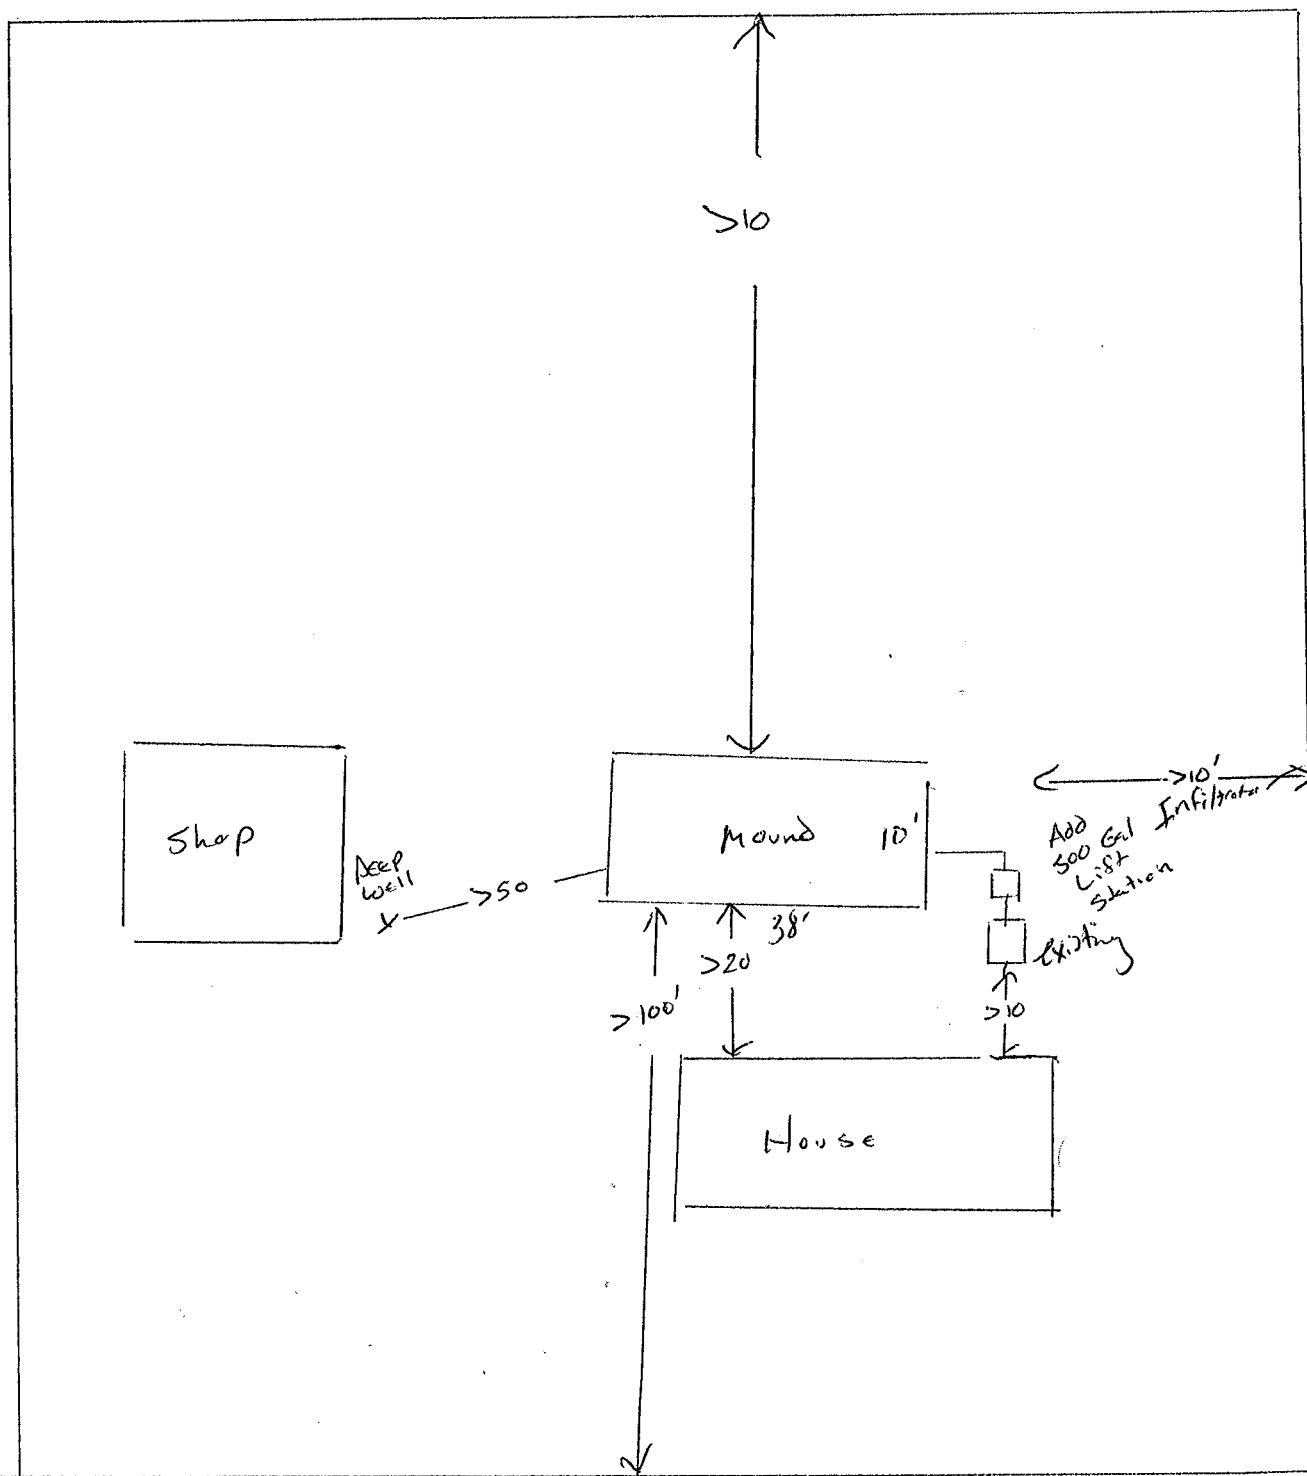 >10
Shop
Deep
Well
>50
Mound
10'
38'
>10'
Add
500 Gal
Lift
Station
Infiltrator
existing
>20
>100'
>10
House